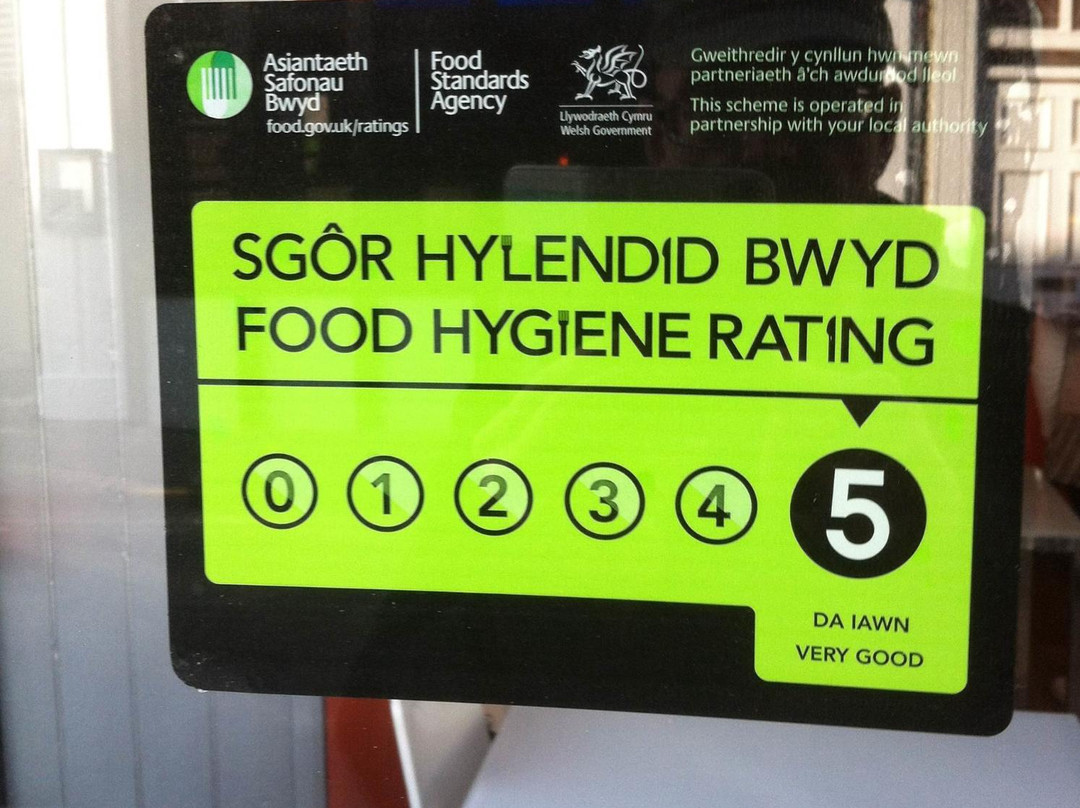 Asiantaeth
Safonau
Bwyd
food.gov.uk/ratings
Food
Standards
Agency
Llywodraeth Cymru
Welsh Government
Gweithredir y cynllun hwn mewn
partneriaeth â'ch awdurdod lleol
This scheme is operated in
partnership with your local authority
SGÔR HYLENDID BWYD
FOOD HYGIENE RATING
0 1 2 3 4 5
DA IAWN
VERY GOOD